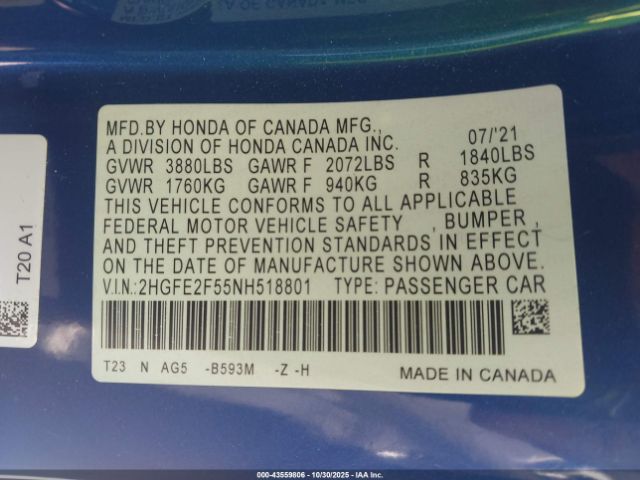 MFD.BY HONDA OF CANADA MFG.,
A DIVISION OF HONDA CANADA INC. 07/'21
GVWR 3880LBS GAWR F 2072LBS R 1840LBS
GVWR 1760KG GAWR F 940KG R 835KG
THIS VEHICLE CONFORMS TO ALL APPLICABLE
FEDERAL MOTOR VEHICLE SAFETY , BUMPER ,
AND THEFT PREVENTION STANDARDS IN EFFECT
ON THE DATE OF MANUFACTURE SHOWN ABOVE.
V.I.N.:2HGFE2F55NH518801 TYPE: PASSENGER CAR
T23 N AG5 -B593M -Z -H
MADE IN CANADA
T20 A1
000-43559806 | 10/30/2025 | IAA Inc.